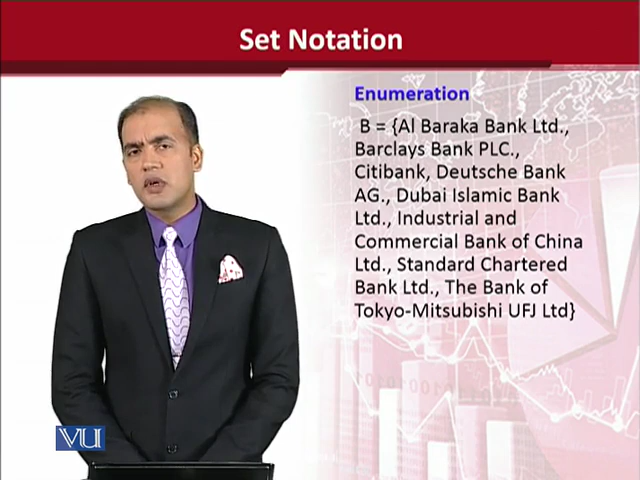 Set Notation
Enumeration
B = {Al Baraka Bank Ltd.,
Barclays Bank PLC.,
Citibank, Deutsche Bank
AG., Dubai Islamic Bank
Ltd., Industrial and
Commercial Bank of China
Ltd., Standard Chartered
Bank Ltd., The Bank of
Tokyo-Mitsubishi UFJ Ltd}
VU